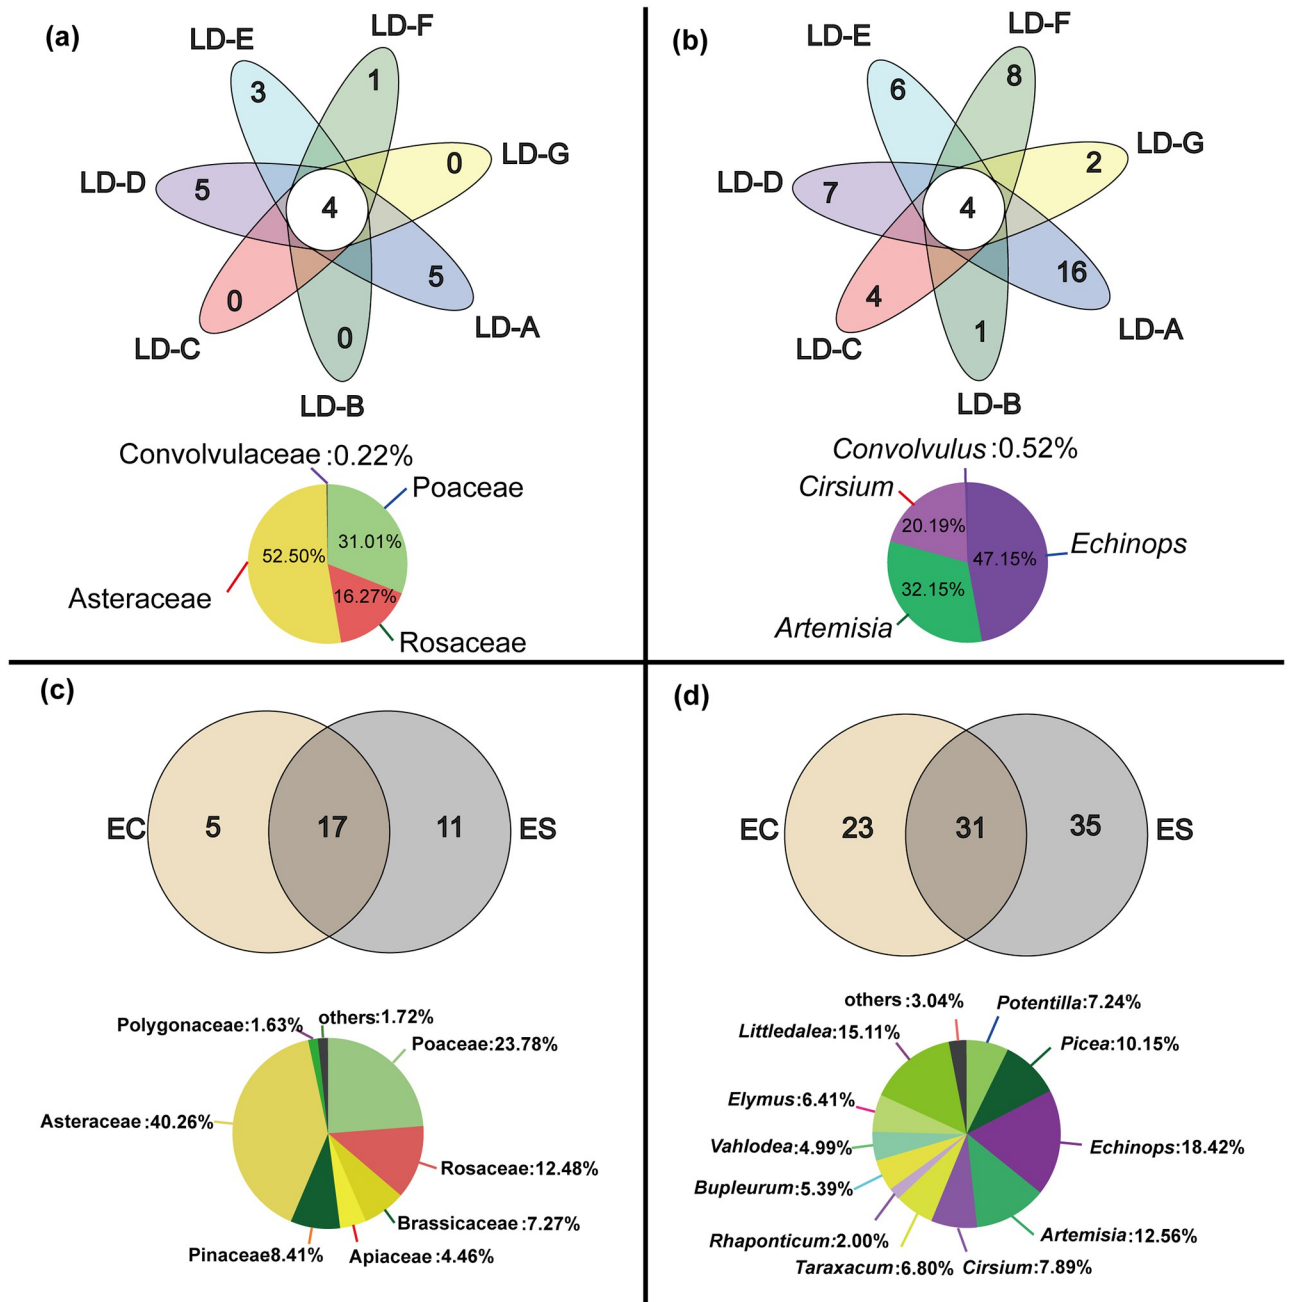 (a)
LD-E
LD-F
3
1
LD-G
0
LD-D
5
4
5
0
LD-A
LD-C
0
LD-B
Convolvulaceae :0.22%
Poaceae
31.01%
52.50%
16.27%
Asteraceae
Rosaceae
(b)
LD-E
LD-F
6
8
LD-G
2
LD-D
7
4
16
4
LD-A
LD-C
1
LD-B
Convolvulus :0.52%
Cirsium
20.19%
Echinops
47.15%
32.15%
Artemisia
(c)
EC
5
17
11
ES
Polygonaceae:1.63%
others:1.72%
Poaceae:23.78%
Asteraceae:40.26%
Rosaceae:12.48%
Brassicaceae:7.27%
Pinaceae8.41%
Apiaceae:4.46%
(d)
EC
23
31
35
ES
others:3.04%
Potentilla:7.24%
Littledalea:15.11%
Picea:10.15%
Elymus:6.41%
Vahlodea:4.99%
Echinops:18.42%
Bupleurum:5.39%
Rhaponticum:2.00%
Artemisia:12.56%
Taraxacum:6.80%
Cirsium:7.89%